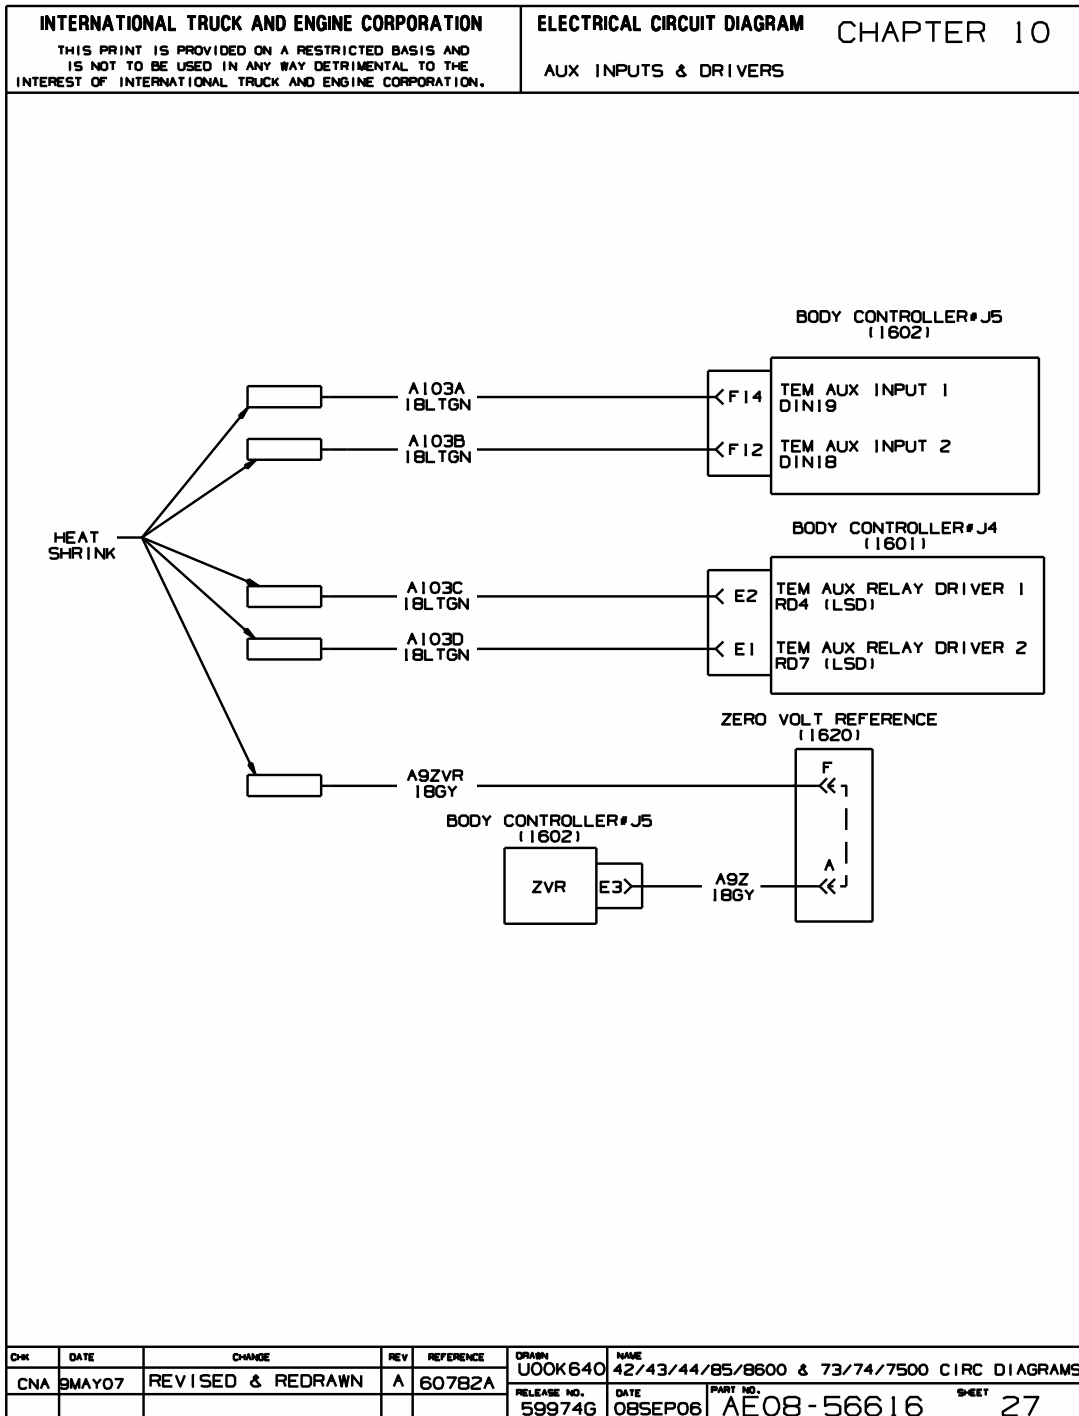 INTERNATIONAL TRUCK AND ENGINE CORPORATION
THIS PRINT IS PROVIDED ON A RESTRICTED BASIS AND
IS NOT TO BE USED IN ANY WAY DETRIMENTAL TO THE
INTEREST OF INTERNATIONAL TRUCK AND ENGINE CORPORATION.
ELECTRICAL CIRCUIT DIAGRAM
CHAPTER 10
AUX INPUTS & DRIVERS
BODY CONTROLLER#J5
(1602)
A103A
18LTGN
F14
TEM AUX INPUT 1
DIN19
A103B
18LTGN
F12
TEM AUX INPUT 2
DIN18
HEAT
SHRINK
BODY CONTROLLER#J4
(1601)
A103C
18LTGN
E2
TEM AUX RELAY DRIVER 1
RD4 (LSD)
A103D
18LTGN
E1
TEM AUX RELAY DRIVER 2
RD7 (LSD)
ZERO VOLT REFERENCE
(1620)
A9ZVR
18GY
F
BODY CONTROLLER#J5
(1602)
ZVR
E3
A9Z
18GY
A
CHK DATE CHANGE REV REFERENCE
CNA 9MAY07 REVISED & REDRAWN A 60782A
DRAWN
U00K640
NAME
42/43/44/85/8600 & 73/74/7500 CIRC DIAGRAMS
RELEASE NO.
59974G
DATE
08SEP06
PART NO.
AE08-56616
SHEET
27